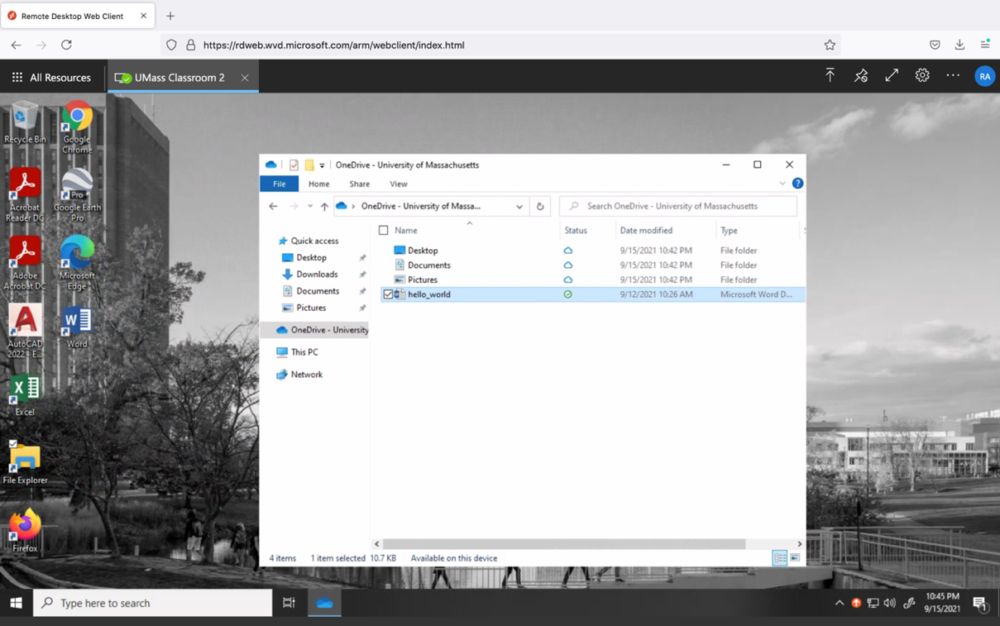 Remote Desktop Web Client
https://rdweb.wvd.microsoft.com/arm/webclient/index.html
All Resources
UMass Classroom 2
RA
Recycle Bin
Google Chrome
Acrobat Reader DC
Pro
Google Earth Pro
Adobe Acrobat DC
Microsoft Edge
AutoCAD 2022 - E...
Word
Excel
File Explorer
Firefox
OneDrive - University of Massachusetts
File Home Share View
OneDrive - University of Massa...
Search OneDrive - University of Massachusetts
Name Status Date modified Type
Quick access
Desktop
Downloads
Documents
Pictures
OneDrive - University
This PC
Network
Desktop 9/15/2021 10:42 PM File folder
Documents 9/15/2021 10:42 PM File folder
Pictures 9/15/2021 10:42 PM File folder
hello_world 9/12/2021 10:26 AM Microsoft Word D...
4 items 1 item selected 10.7 KB Available on this device
Type here to search
10:45 PM
9/15/2021
1